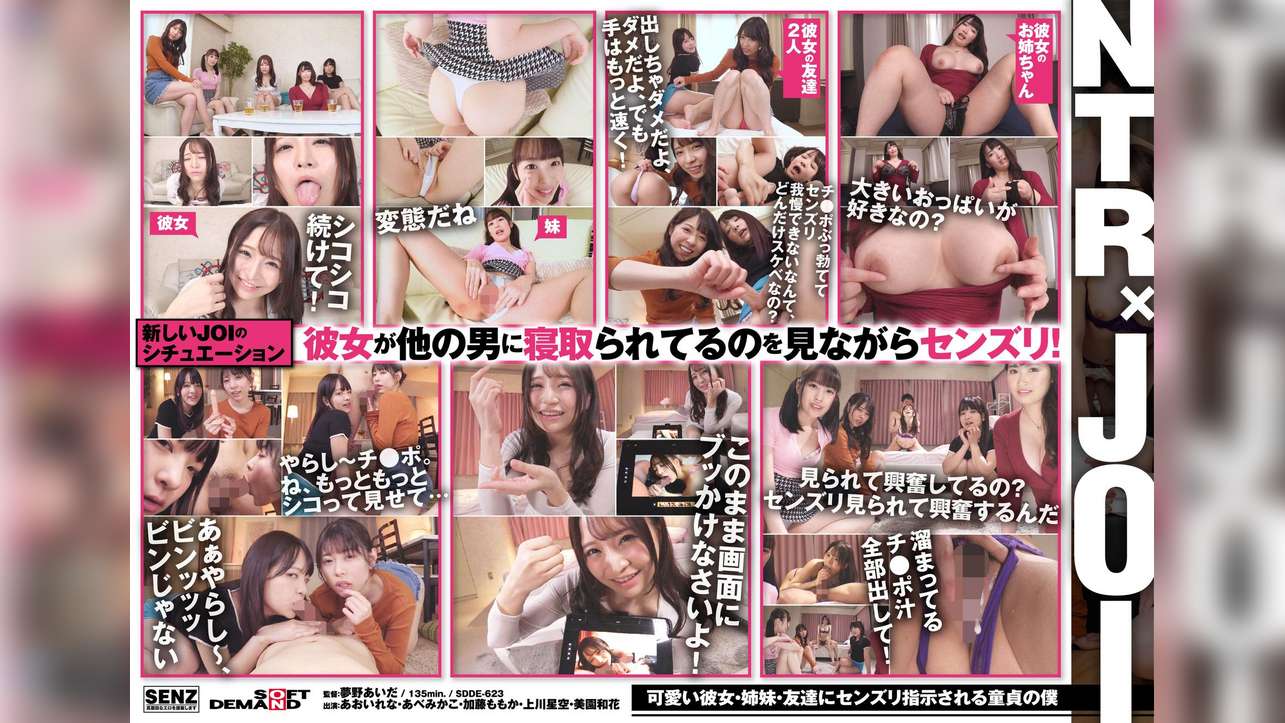 彼女
シコシコ
続けて！
変態だね
妹
彼女の友達
2人
出しちゃダメだよ
ダメだよ、でも
手はもっと速く！
チ●ポぶっ勃てて
センズリ
我慢できないなんて、
どんだけスケベなの？
彼女の
お姉ちゃん
大きいおっぱいが
好きなの？
新しいJOIの
シチュエーション
彼女が他の男に寝取られてるのを見ながらセンズリ！
やらし〜チ●ポ。
ね、もっともっと
シコって見せて…
あぁやらし〜、
ビンッッッ
ビンじゃない
このまま画面に
ブッかけなさいよ！
見られて興奮してるの？
センズリ見られて興奮するんだ
溜まってる
チ●ポ汁
全部出して！
NTR×JOI
SENZ
SOFT
DEMAND
ON
監督:夢野あいだ / 135min. / SDDE-623
出演:あおいれな・あべみかこ・加藤ももか・上川星空・美園和花
可愛い彼女・姉妹・友達にセンズリ指示される童貞の僕